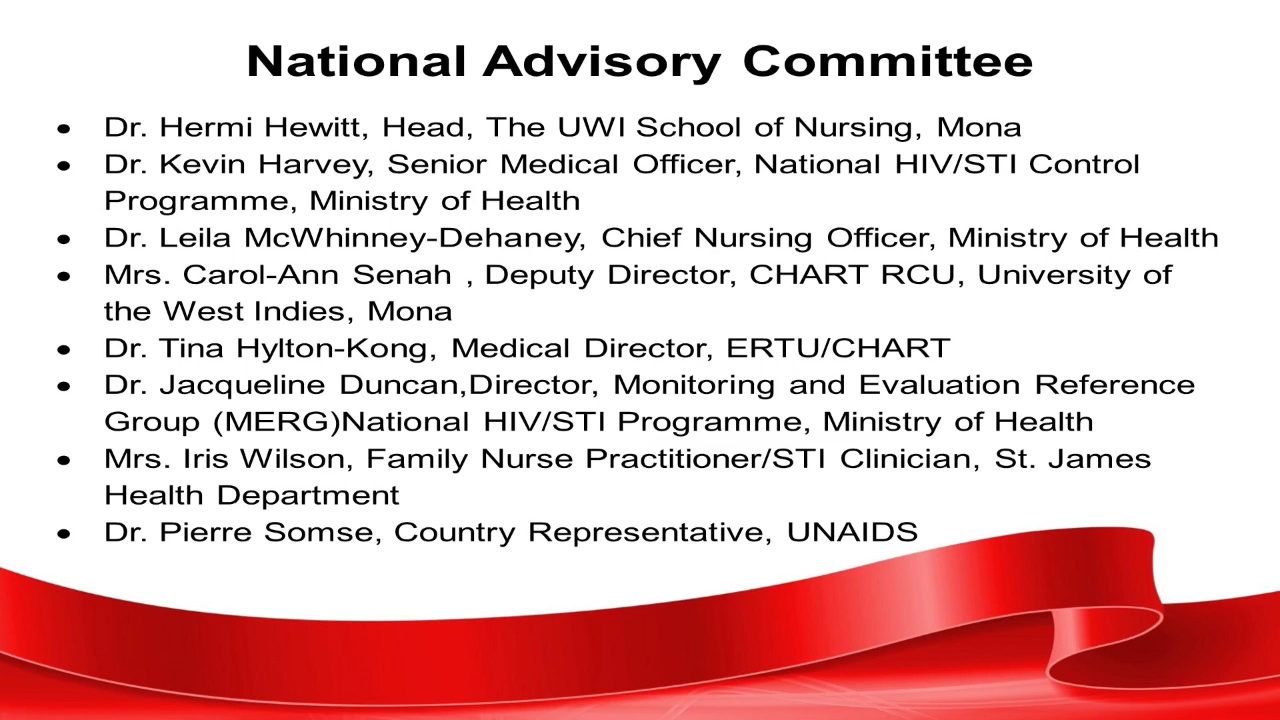 National Advisory Committee
• Dr. Hermi Hewitt, Head, The UWI School of Nursing, Mona
• Dr. Kevin Harvey, Senior Medical Officer, National HIV/STI Control
Programme, Ministry of Health
• Dr. Leila McWhinney-Dehaney, Chief Nursing Officer, Ministry of Health
• Mrs. Carol-Ann Senah , Deputy Director, CHART RCU, University of
the West Indies, Mona
• Dr. Tina Hylton-Kong, Medical Director, ERTU/CHART
• Dr. Jacqueline Duncan,Director, Monitoring and Evaluation Reference
Group (MERG)National HIV/STI Programme, Ministry of Health
• Mrs. Iris Wilson, Family Nurse Practitioner/STI Clinician, St. James
Health Department
• Dr. Pierre Somse, Country Representative, UNAIDS